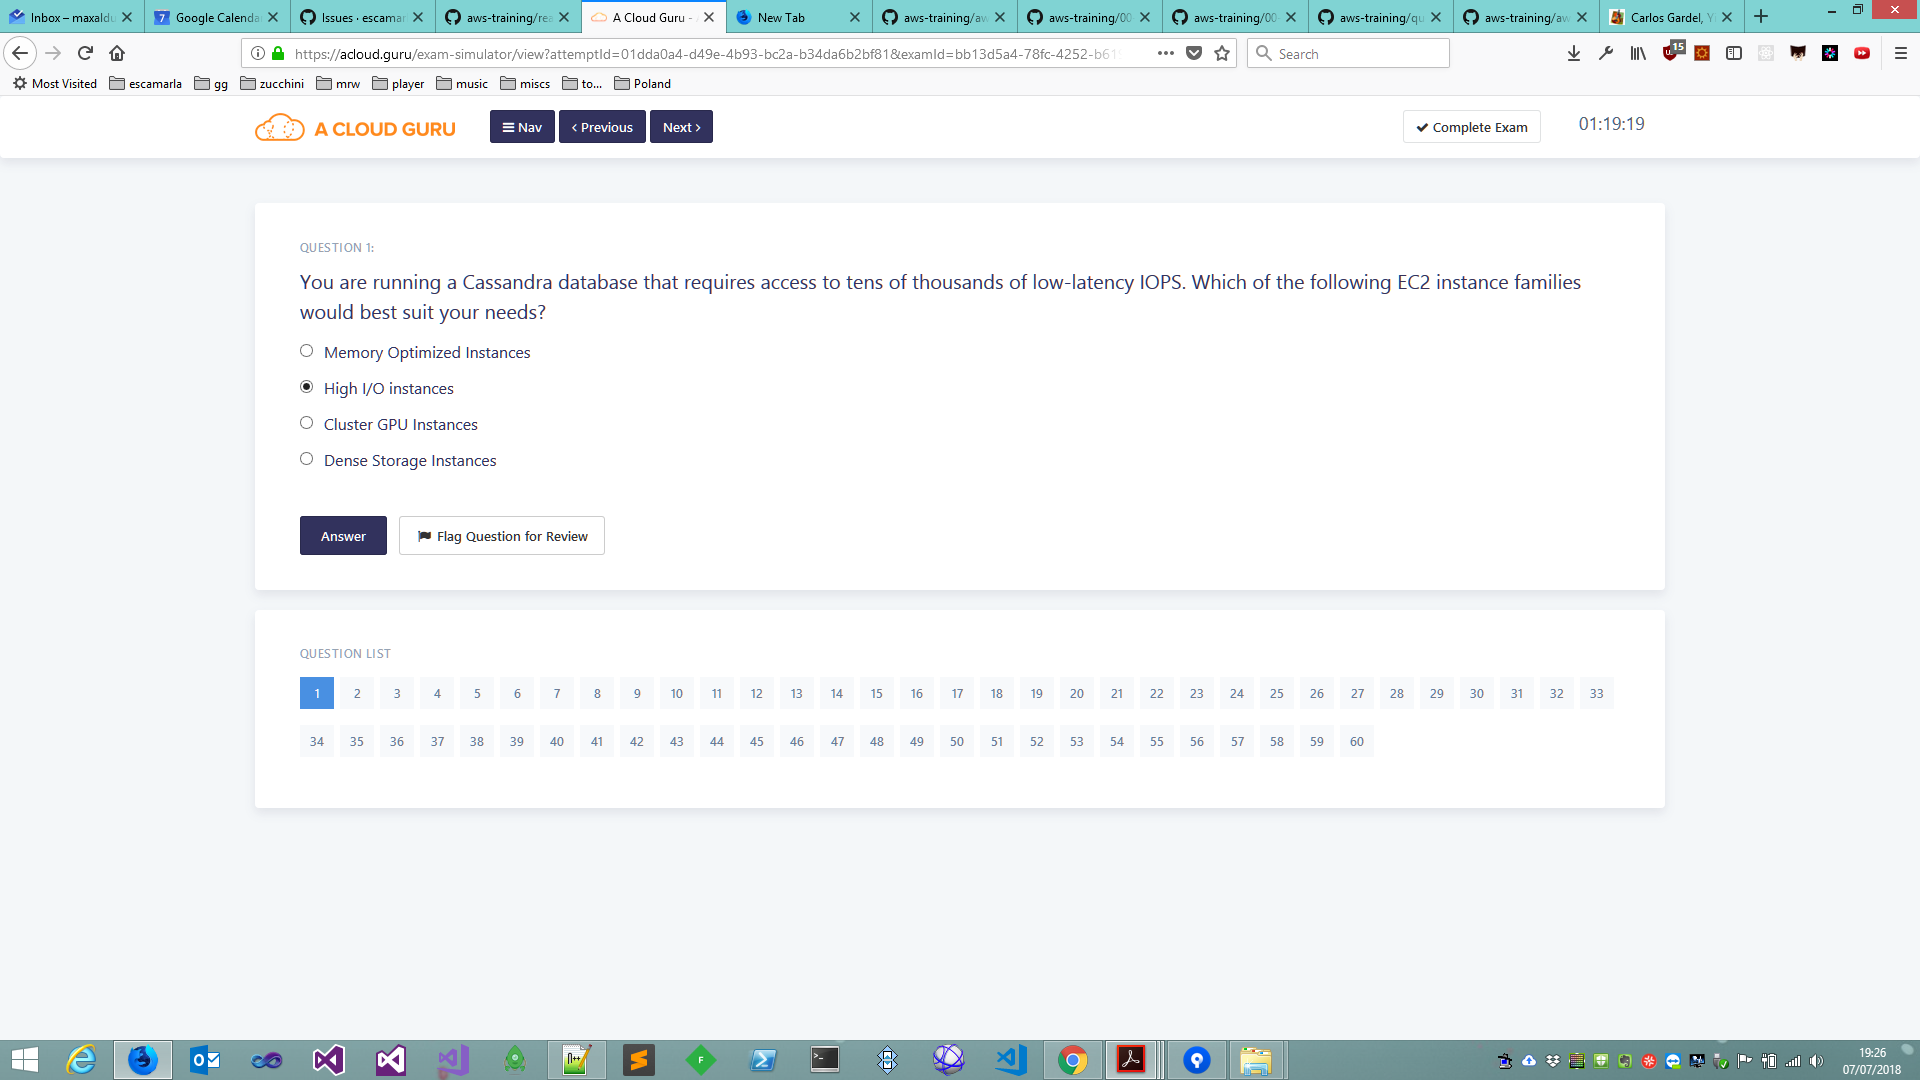 Inbox – maxaldu
Google Calenda
Issues · escamar
aws-training/rea
A Cloud Guru -
New Tab
aws-training/aw
aws-training/00
aws-training/00
aws-training/qu
aws-training/aw
Carlos Gardel, Y
https://acloud.guru/exam-simulator/view?attemptId=01dda0a4-d49e-4b93-bc2a-b34da6b2bf81&examId=bb13d5a4-78fc-4252-b61
Search
15
Most Visited
escamarla
gg
zucchini
mrw
player
music
miscs
to...
Poland
A CLOUD GURU
Nav
Previous
Next
Complete Exam
01:19:19
QUESTION 1:
You are running a Cassandra database that requires access to tens of thousands of low-latency IOPS. Which of the following EC2 instance families
would best suit your needs?
Memory Optimized Instances
High I/O instances
Cluster GPU Instances
Dense Storage Instances
Answer
Flag Question for Review
QUESTION LIST
1 2 3 4 5 6 7 8 9 10 11 12 13 14 15 16 17 18 19 20 21 22 23 24 25 26 27 28 29 30 31 32 33
34 35 36 37 38 39 40 41 42 43 44 45 46 47 48 49 50 51 52 53 54 55 56 57 58 59 60
19:26
07/07/2018